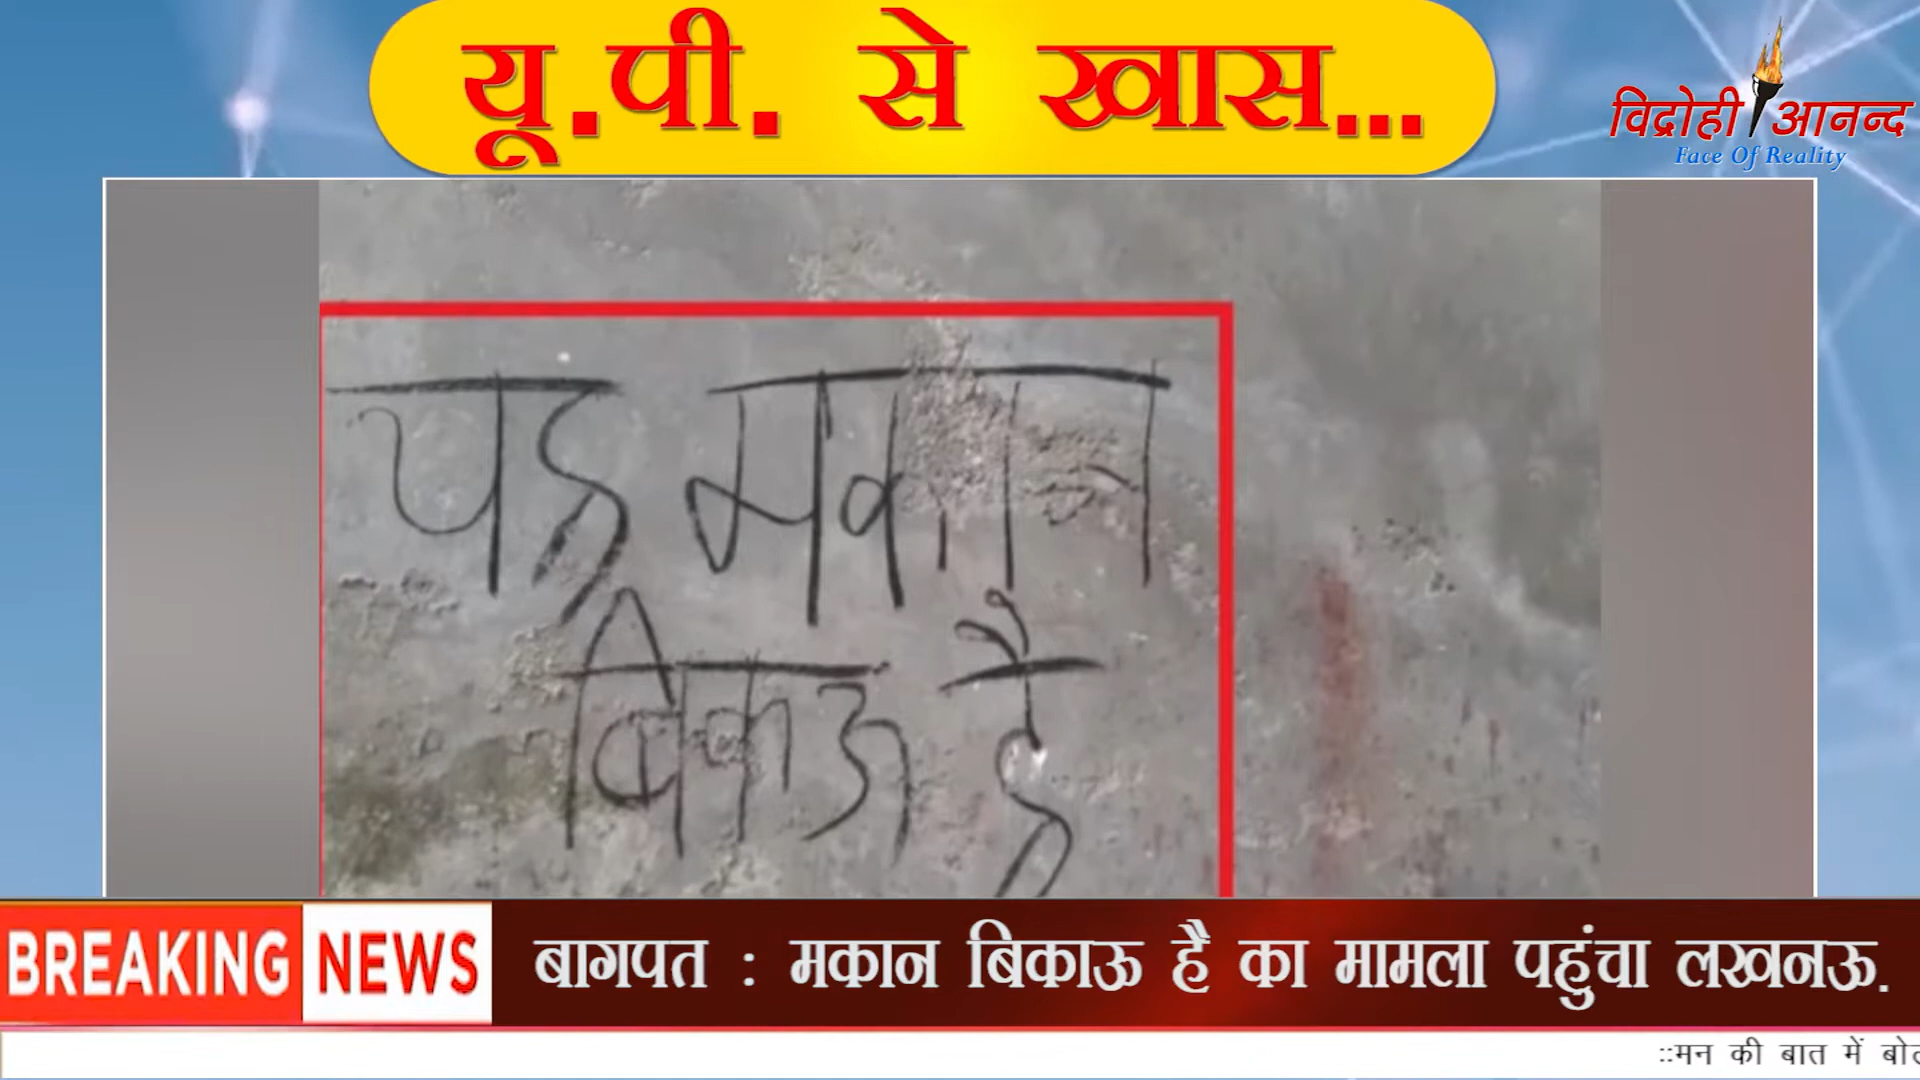 यू.पी. से खास...
विद्रोही आनन्द
Face Of Reality
यह मकान
बिकाऊ है
BREAKING NEWS
बागपत : मकान बिकाऊ है का मामला पहुंचा लखनऊ.
::मन की बात में